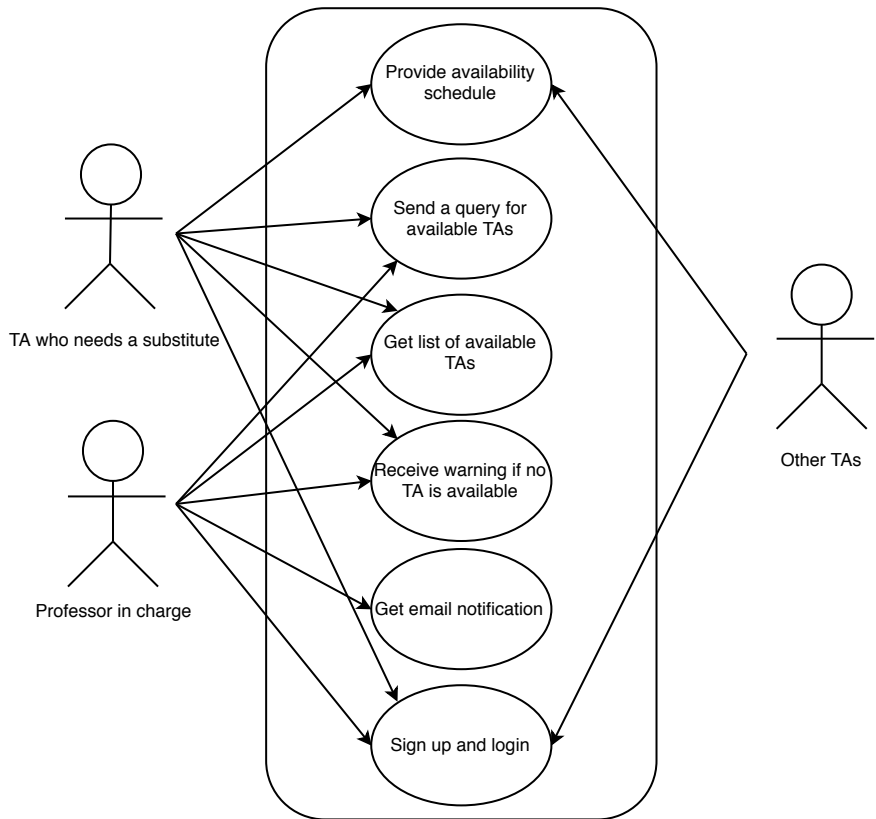 Provide availability
schedule
Send a query for
available TAs
TA who needs a substitute
Get list of available
TAs
Other TAs
Receive warning if no
TA is available
Professor in charge
Get email notification
Sign up and login